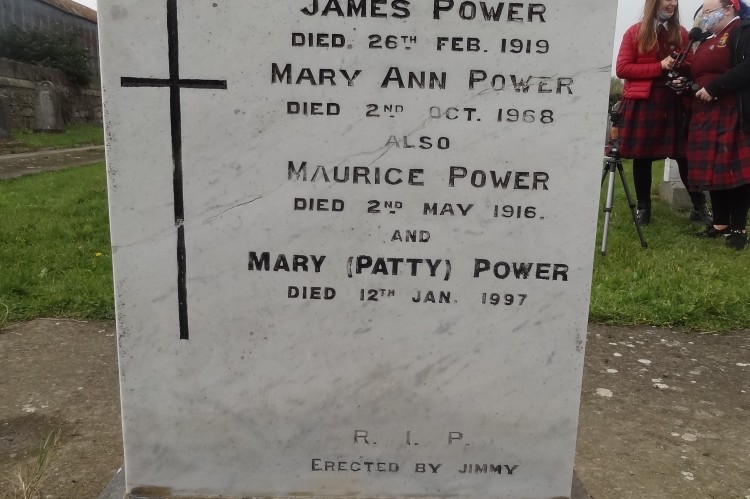 JAMES POWER
DIED. 26TH FEB. 1919
MARY ANN POWER
DIED 2ND OCT. 1968
ALSO
MAURICE POWER
DIED 2ND MAY 1916.
AND
MARY (PATTY) POWER
DIED 12TH JAN. 1997
R. I. P.
ERECTED BY JIMMY